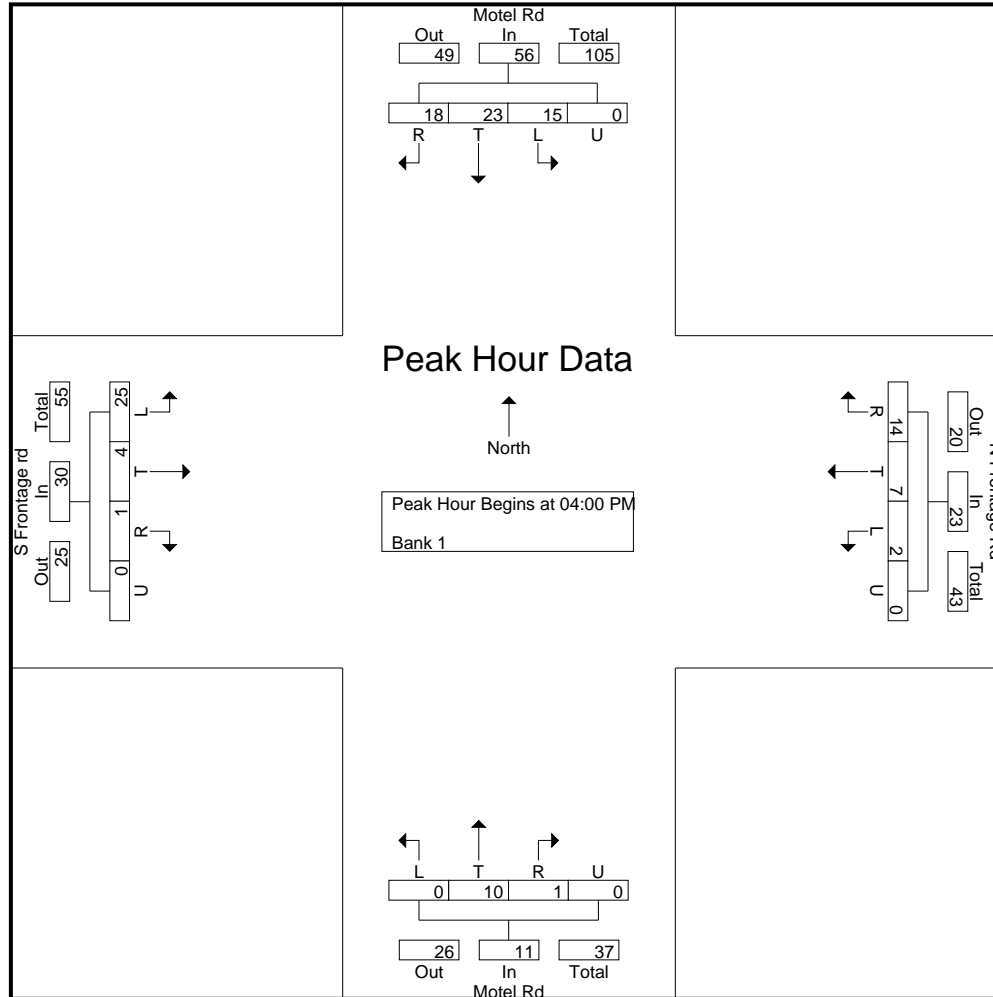 Motel Rd
Out In Total
49 56 105
18 23 15 0
R T L U
Peak Hour Data
North
Peak Hour Begins at 04:00 PM
Bank 1
S Frontage rd
Out In Total
25 30 55
25 4 1 0
L T R U
Out In Total
20 23 43
14 7 2 0
R T L U
L T R U
0 10 1 0
26 11 37
Out In Total
Motel Rd